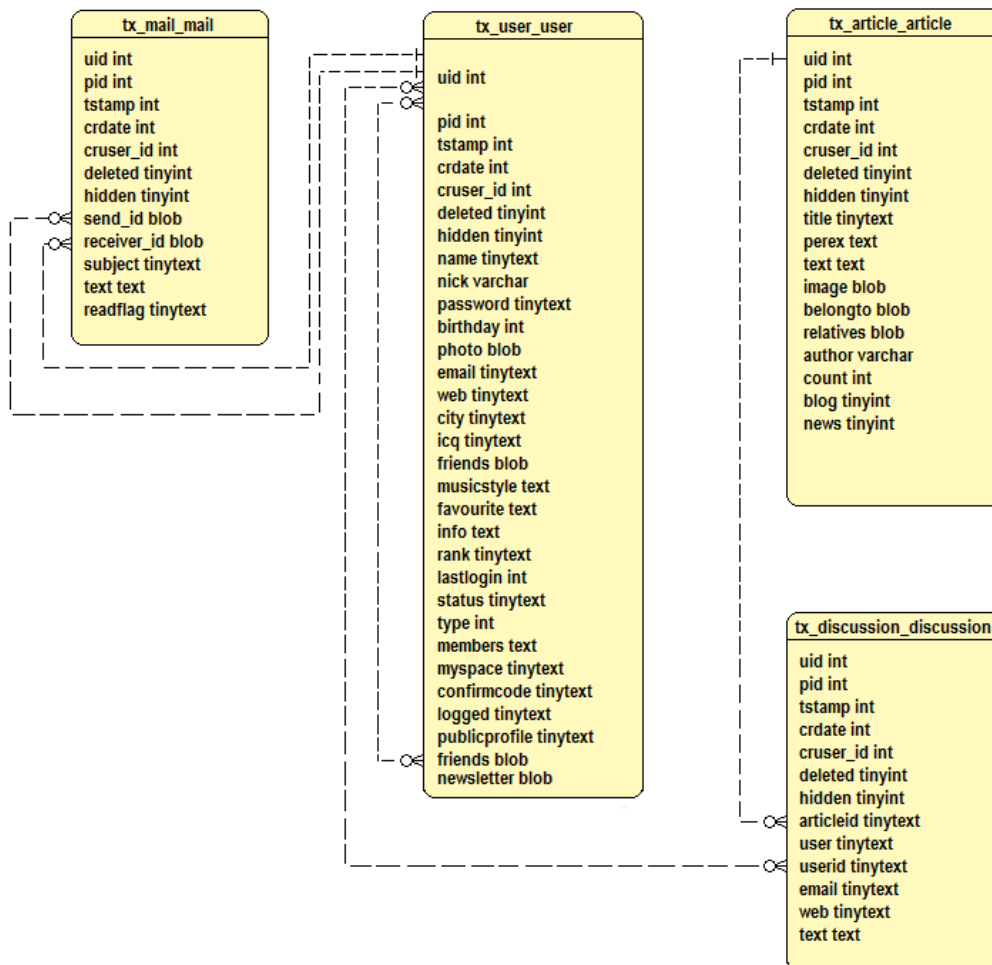 tx_mail_mail
uid int
pid int
tstamp int
crdate int
cruser_id int
deleted tinyint
hidden tinyint
send_id blob
receiver_id blob
subject tinytext
text text
readflag tinytext
tx_user_user
uid int
pid int
tstamp int
crdate int
cruser_id int
deleted tinyint
hidden tinyint
name tinytext
nick varchar
password tinytext
birthday int
photo blob
email tinytext
web tinytext
city tinytext
icq tinytext
friends blob
musicstyle text
favourite text
info text
rank tinytext
lastlogin int
status tinytext
type int
members text
myspace tinytext
confirmcode tinytext
logged tinytext
publicprofile tinytext
friends blob
newsletter blob
tx_article_article
uid int
pid int
tstamp int
crdate int
cruser_id int
deleted tinyint
hidden tinyint
title tinytext
perex text
text text
image blob
belongto blob
relatives blob
author varchar
count int
blog tinyint
news tinyint
tx_discussion_discussion
uid int
pid int
tstamp int
crdate int
cruser_id int
deleted tinyint
hidden tinyint
articleid tinytext
user tinytext
userid tinytext
email tinytext
web tinytext
text text